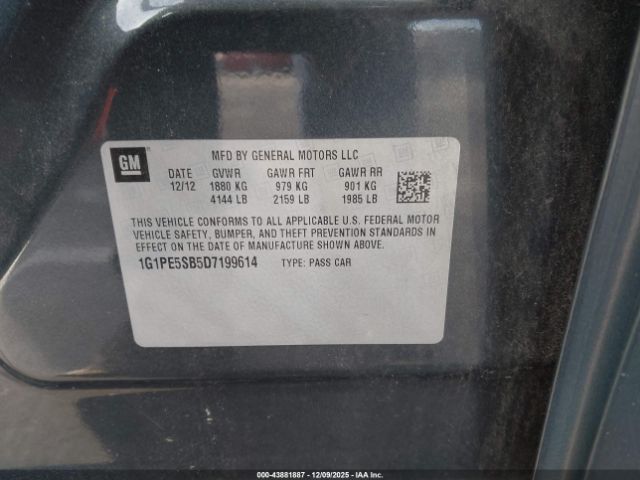 GM
MFD BY GENERAL MOTORS LLC
DATE GVWR GAWR FRT GAWR RR
12/12 1880 KG 979 KG 901 KG
4144 LB 2159 LB 1985 LB
THIS VEHICLE CONFORMS TO ALL APPLICABLE U.S. FEDERAL MOTOR
VEHICLE SAFETY, BUMPER, AND THEFT PREVENTION STANDARDS IN
EFFECT ON THE DATE OF MANUFACTURE SHOWN ABOVE.
1G1PE5SB5D7199614 TYPE: PASS CAR
OWNER - 43881887 - 12/09/2025 - IAA Inc.